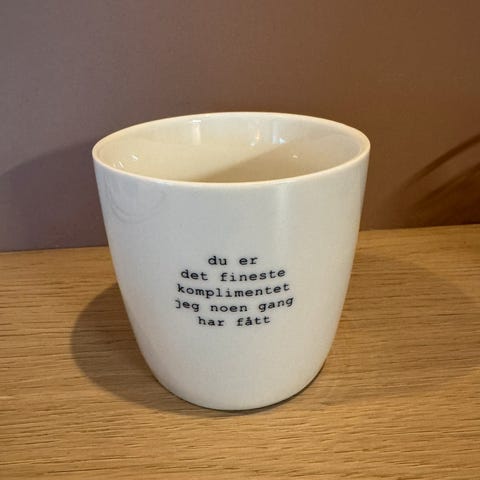 du er
det fineste
komplimentet
jeg noen gang
har fått